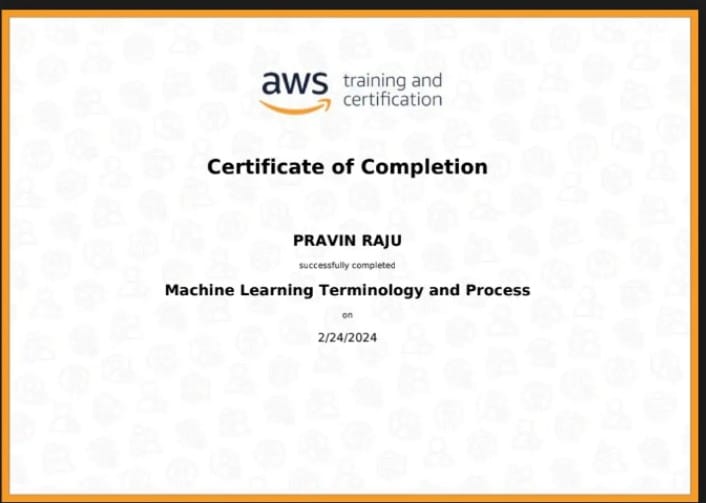 aws training and
certification
Certificate of Completion
PRAVIN RAJU
successfully completed
Machine Learning Terminology and Process
on
2/24/2024